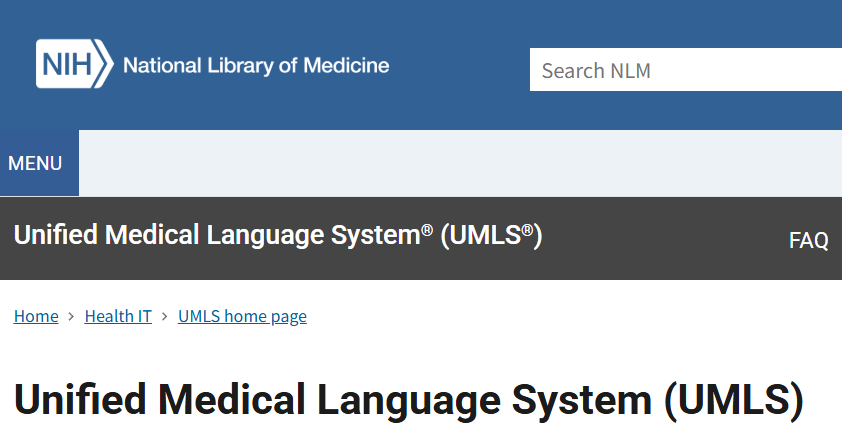 NIH National Library of Medicine
Search NLM
MENU
Unified Medical Language System® (UMLS®)
FAQ
Home > Health IT > UMLS home page
Unified Medical Language System (UMLS)